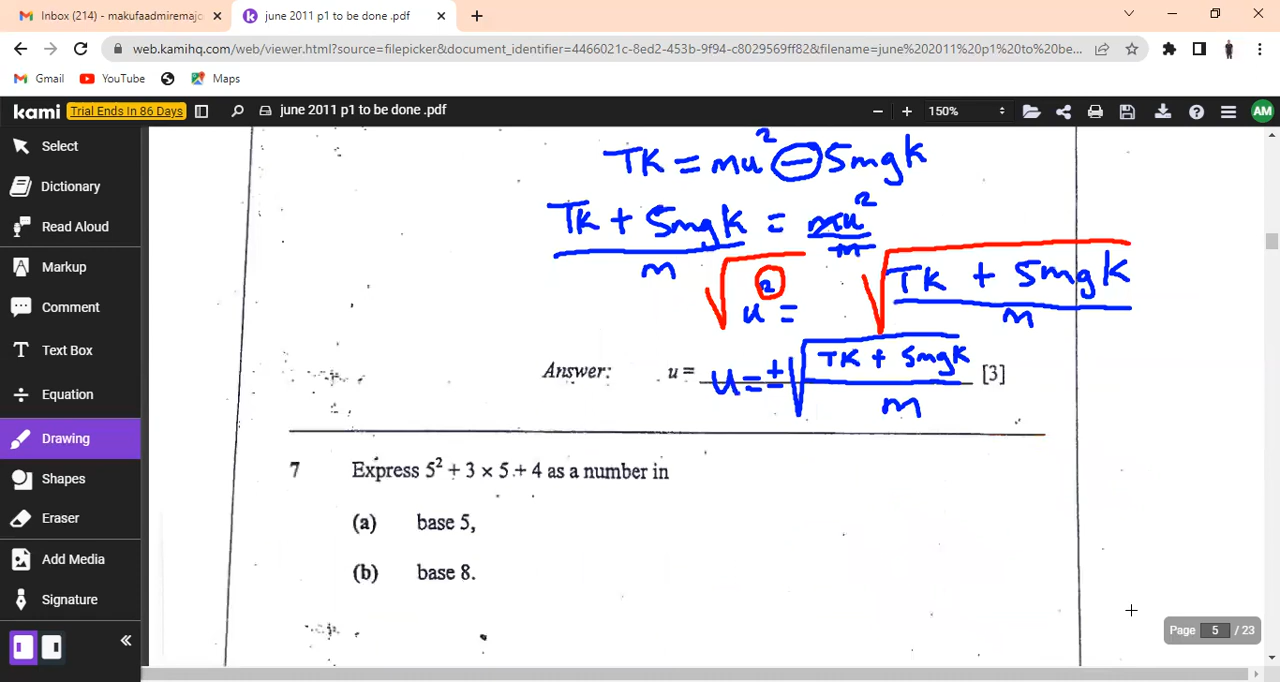 Inbox (214) - makufaadmiremajo
june 2011 p1 to be done .pdf
web.kamihq.com/web/viewer.html?source=filepicker&document_identifier=4466021c-8ed2-453b-9f94-c8029569ff82&filename=june%202011%20p1%20to%20be...
Gmail YouTube Maps
kami Trial Ends In 86 Days june 2011 p1 to be done .pdf 150% AM
Select
Dictionary
Read Aloud
Markup
Comment
Text Box
Equation
Drawing
Shapes
Eraser
Add Media
Signature
TK = mu² - 5mgk
TK + 5mgk = mu²
m m
√u² = √TK + 5mgk
m
Answer: u = u = ±√TK + 5mgk [3]
m
7 Express 5² + 3 × 5 + 4 as a number in
(a) base 5,
(b) base 8.
Page 5 / 23